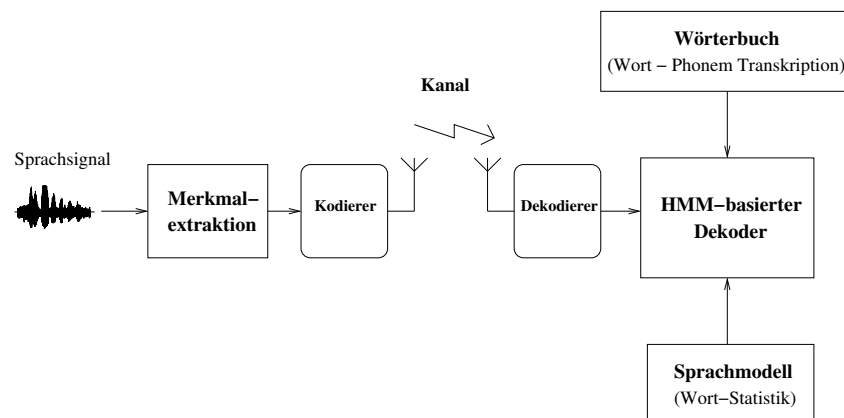 Wörterbuch
(Wort − Phonem Transkription)
Kanal
Sprachsignal
Merkmal−
extraktion
Kodierer
Dekodierer
HMM−basierter
Dekoder
Sprachmodell
(Wort−Statistik)